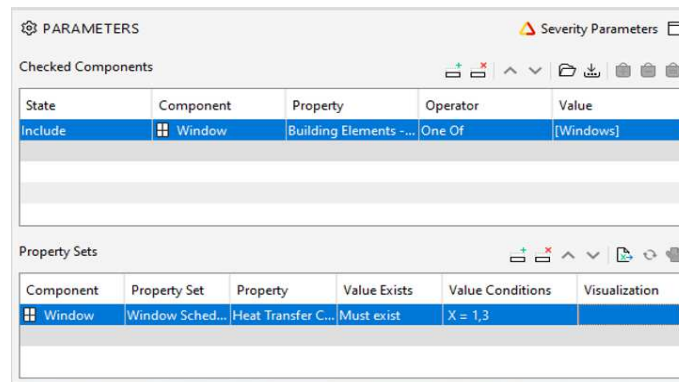 PARAMETERS Severity Parameters
Checked Components
State Component Property Operator Value
Include Window Building Elements -... One Of [Windows]
Property Sets
Component Property Set Property Value Exists Value Conditions Visualization
Window Window Sched... Heat Transfer C... Must exist X = 1,3